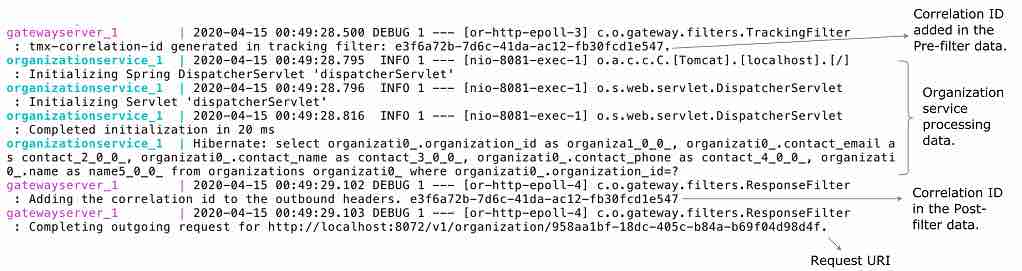 gatewayserver_1 | 2020-04-15 00:49:28.500 DEBUG 1 --- [or-http-epoll-3] c.o.gateway.filters.TrackingFilter
: tmx-correlation-id generated in tracking filter: e3f6a72b-7d6c-41da-ac12-fb30fcd1e547.
organizationservice_1 | 2020-04-15 00:49:28.795 INFO 1 --- [nio-8081-exec-1] o.a.c.c.C.[Tomcat].[localhost].[/]
: Initializing Spring DispatcherServlet 'dispatcherServlet'
organizationservice_1 | 2020-04-15 00:49:28.796 INFO 1 --- [nio-8081-exec-1] o.s.web.servlet.DispatcherServlet
: Initializing Servlet 'dispatcherServlet'
organizationservice_1 | 2020-04-15 00:49:28.816 INFO 1 --- [nio-8081-exec-1] o.s.web.servlet.DispatcherServlet
: Completed initialization in 20 ms
organizationservice_1 | Hibernate: select organizati0_.organization_id as organiza1_0_0_, organizati0_.contact_email a
s contact_2_0_0_, organizati0_.contact_name as contact_3_0_0_, organizati0_.contact_phone as contact_4_0_0_, organizati
0_.name as name5_0_0_ from organizations organizati0_ where organizati0_.organization_id=?
gatewayserver_1 | 2020-04-15 00:49:29.102 DEBUG 1 --- [or-http-epoll-4] c.o.gateway.filters.ResponseFilter
: Adding the correlation id to the outbound headers. e3f6a72b-7d6c-41da-ac12-fb30fcd1e547
gatewayserver_1 | 2020-04-15 00:49:29.103 DEBUG 1 --- [or-http-epoll-4] c.o.gateway.filters.ResponseFilter
: Completing outgoing request for http://localhost:8072/v1/organization/958aa1bf-18dc-405c-b84a-b69f04d98d4f.
Correlation ID
added in the
Pre-filter data.
Organization
service
processing
data.
Correlation ID
in the Post-
filter data.
Request URI